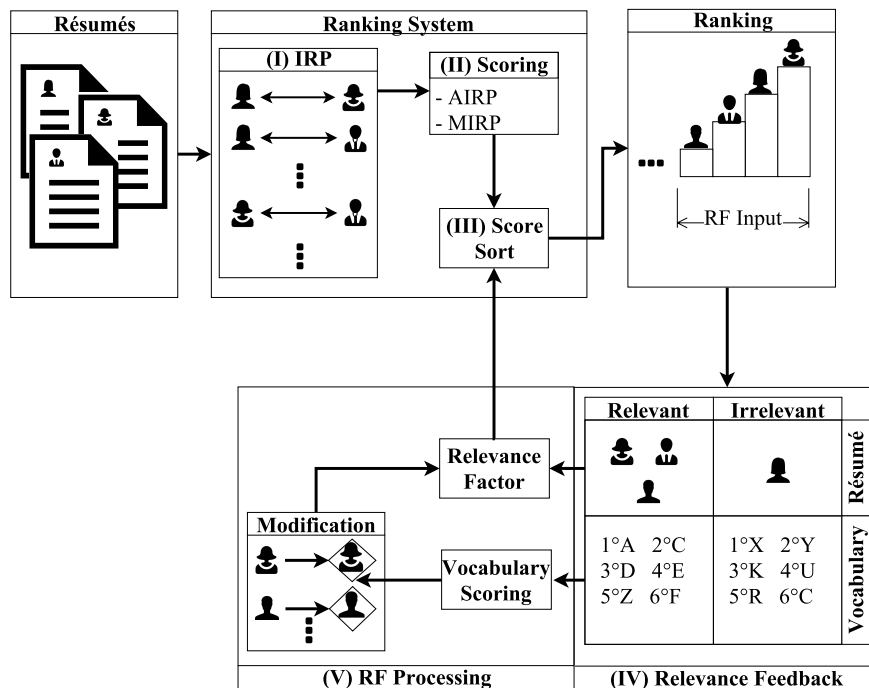 Résumés
Ranking System
Ranking
(I) IRP
(II) Scoring
- AIRP
- MIRP
(III) Score
Sort
RF Input
Relevant
Irrelevant
Résumé
Relevance
Factor
Modification
Vocabulary
Scoring
1°A 2°C
3°D 4°E
5°Z 6°F
1°X 2°Y
3°K 4°U
5°R 6°C
Vocabulary
(V) RF Processing
(IV) Relevance Feedback